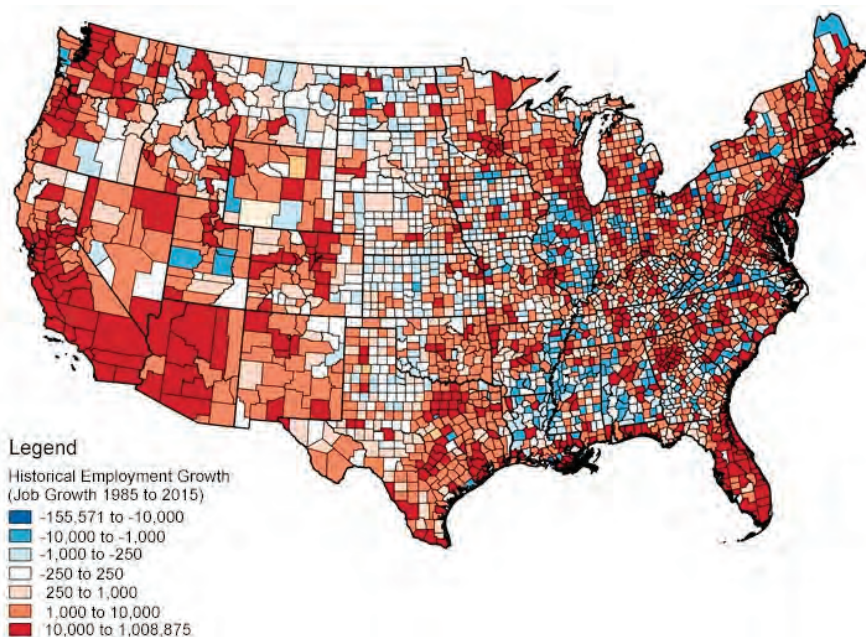 Legend
Historical Employment Growth
(Job Growth 1985 to 2015)
-155,571 to -10,000
-10,000 to -1,000
-1,000 to -250
-250 to 250
250 to 1,000
1,000 to 10,000
10,000 to 1,008,875